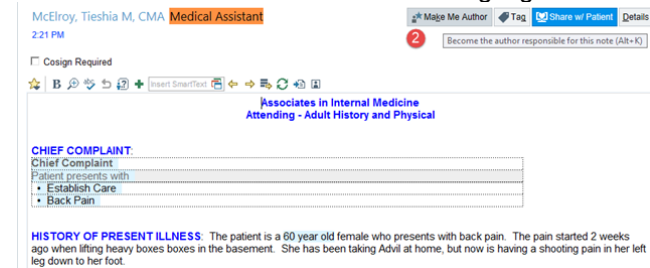 McElroy, Tieshia M, CMA Medical Assistant
Make Me Author Tag Share w/ Patient Details
2:21 PM
2
Become the author responsible for this note (Alt+K)
Cosign Required
B Insert SmartText
Associates in Internal Medicine
Attending - Adult History and Physical
CHIEF COMPLAINT:
Chief Complaint
Patient presents with
• Establish Care
• Back Pain
HISTORY OF PRESENT ILLNESS: The patient is a 60 year old female who presents with back pain. The pain started 2 weeks
ago when lifting heavy boxes boxes in the basement. She has been taking Advil at home, but now is having a shooting pain in her left
leg down to her foot.